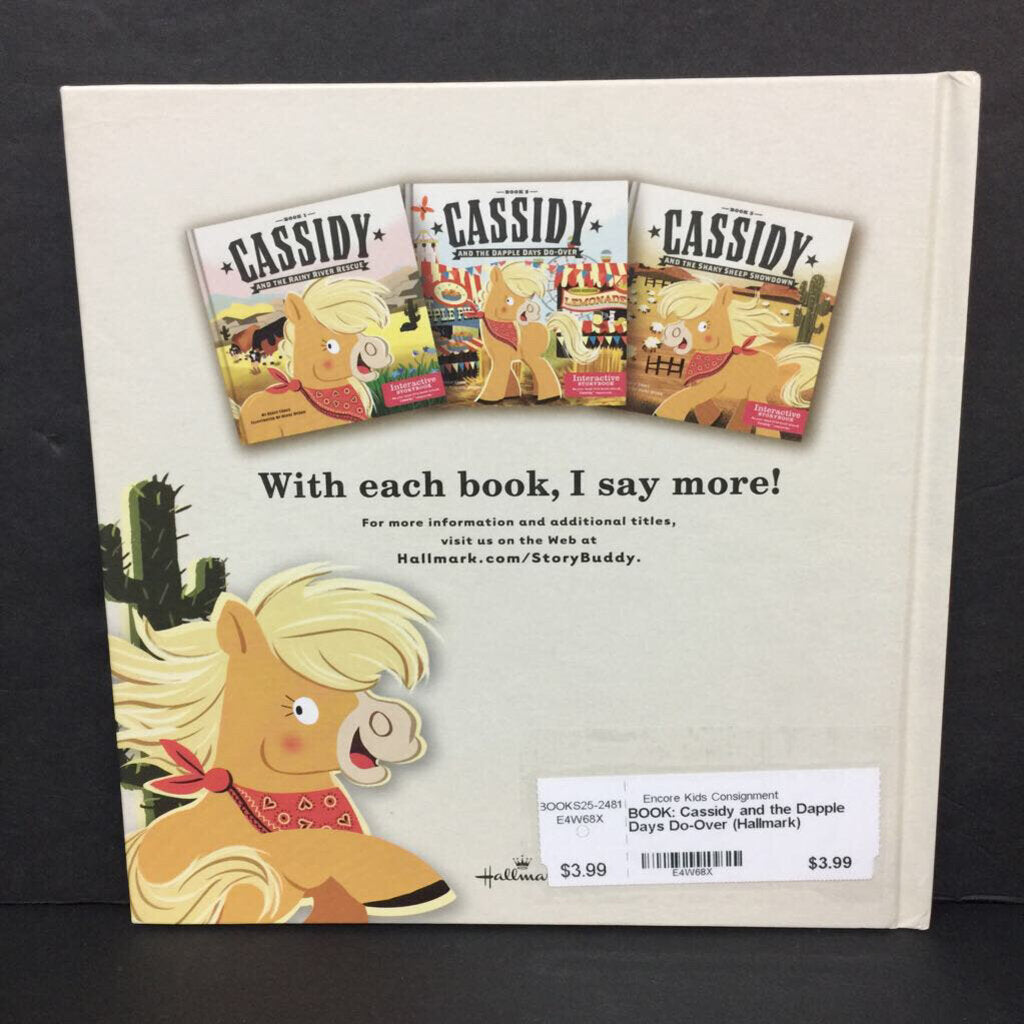 BOOK 1
CASSIDY
AND THE RAINY RIVER RESCUE
Interactive
STORYBOOK
BOOK 2
CASSIDY
AND THE DAPPLE DAYS DO-OVER
LEMONADE
Interactive
STORYBOOK
BOOK 3
CASSIDY
AND THE SHAKY SHEEP SHOWDOWN
Interactive
STORYBOOK
With each book, I say more!
For more information and additional titles,
visit us on the Web at
Hallmark.com/StoryBuddy.
Hallma
BOOKS25-2481
E4W68X
$3.99
Encore Kids Consignment
BOOK: Cassidy and the Dapple
Days Do-Over (Hallmark)
E4W68X
$3.99